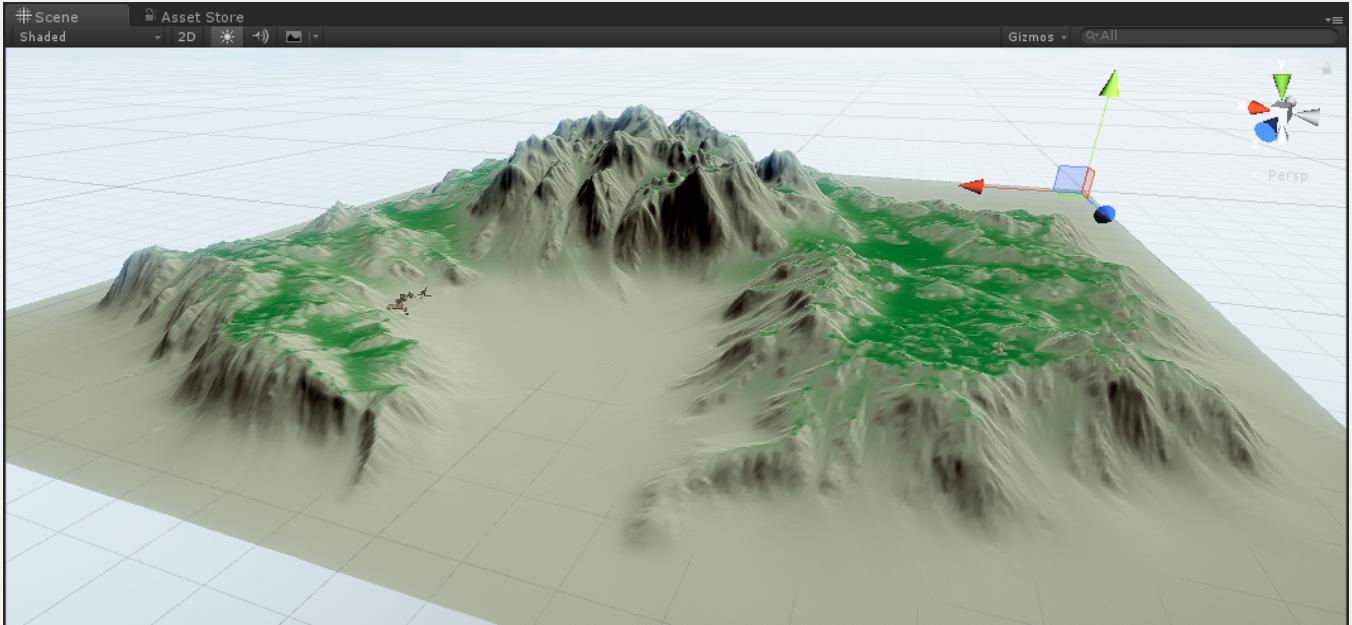 Scene
Asset Store
Shaded
2D
Gizmos
All
y
x
z
Persp